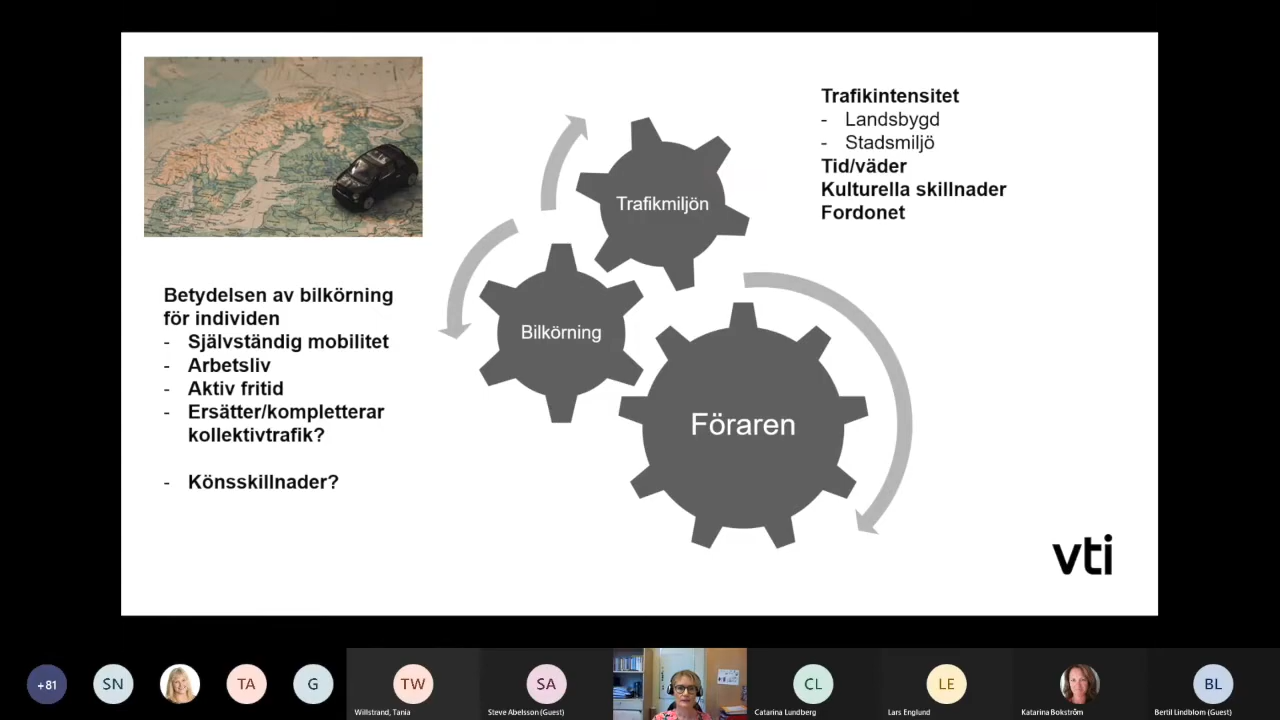 Trafikintensitet
- Landsbygd
- Stadsmiljö
Tid/väder
Kulturella skillnader
Fordonet
Trafikmiljön
Bilkörning
Föraren
Betydelsen av bilkörning
för individen
- Självständig mobilitet
- Arbetsliv
- Aktiv fritid
- Ersätter/kompletterar
kollektivtrafik?
- Könsskillnader?
vti
+81
SN
TA
G
TW
SA
CL
LE
BL
Willstrand, Tania
Steve Abelsson (Guest)
Catarina Lundberg
Lars Englund
Katarina Bokström
Bertil Lindblom (Guest)